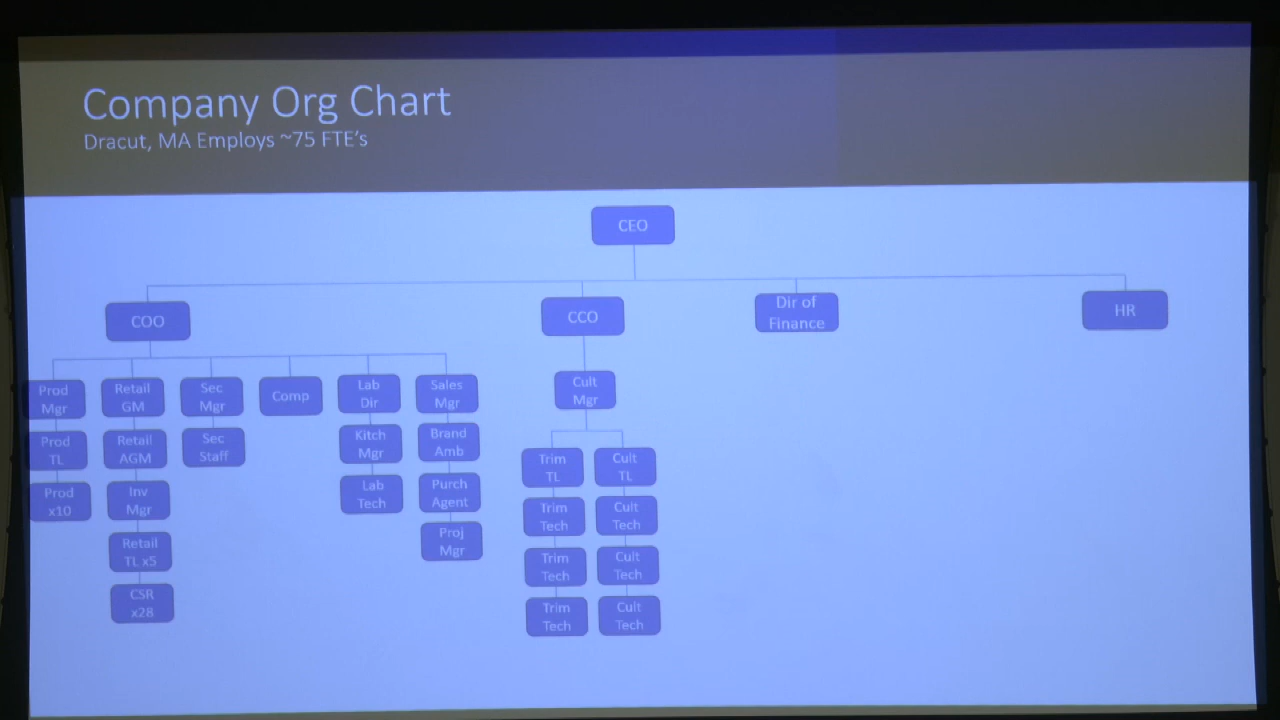 Company Org Chart
Dracut, MA Employs ~75 FTE's
CEO
COO
CCO
Dir of
Finance
HR
Prod
Mgr
Retail
GM
Sec
Mgr
Comp
Lab
Dir
Sales
Mgr
Cult
Mgr
Prod
TL
Retail
AGM
Sec
Staff
Kitch
Mgr
Brand
Amb
Trim
TL
Cult
TL
Prod
x10
Inv
Mgr
Lab
Tech
Purch
Agent
Trim
Tech
Cult
Tech
Retail
TL x5
Proj
Mgr
Trim
Tech
Cult
Tech
CSR
x28
Trim
Tech
Cult
Tech